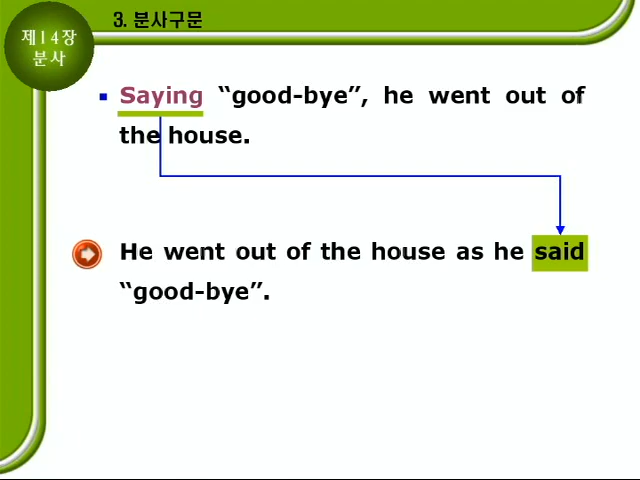 3. 분사구문
제14장
분사
Saying “good-bye”, he went out of
the house.
He went out of the house as he said
“good-bye”.